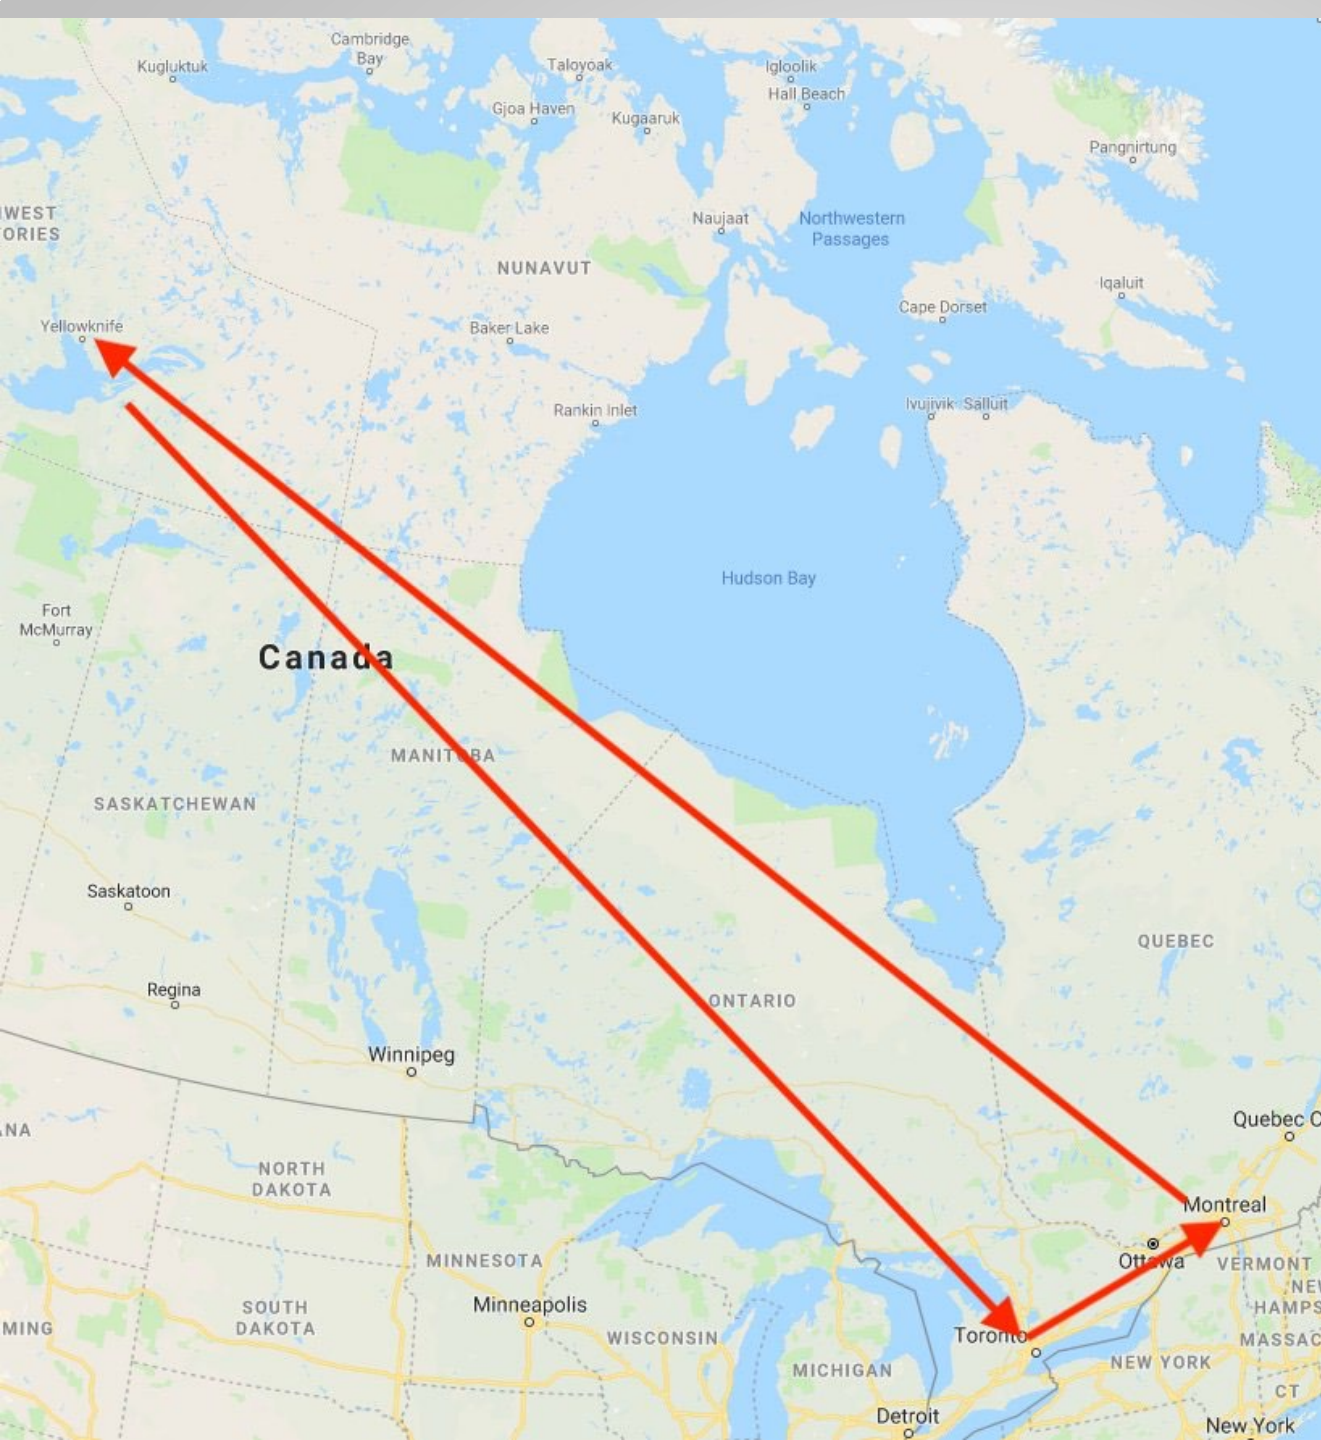 Cambridge
Bay
Kugluktuk
Taloyoak
Igloolik
Hall Beach
Gjoa Haven
Kugaaruk
Pangnirtung
WEST
ORIES
Naujaat
Northwestern
Passages
NUNAVUT
Iqaluit
Cape Dorset
Yellowknife
Baker Lake
Rankin Inlet
Ivujivik
Salluit
Hudson Bay
Fort
McMurray
Canada
MANITOBA
SASKATCHEWAN
Saskatoon
QUEBEC
Regina
ONTARIO
Winnipeg
Quebec C
ANA
NORTH
DAKOTA
Montreal
Ottawa
MINNESOTA
VERMONT
NEW
HAMPS
Minneapolis
SOUTH
DAKOTA
MING
WISCONSIN
Toronto
MASSAC
NEW YORK
MICHIGAN
CT
Detroit
New York